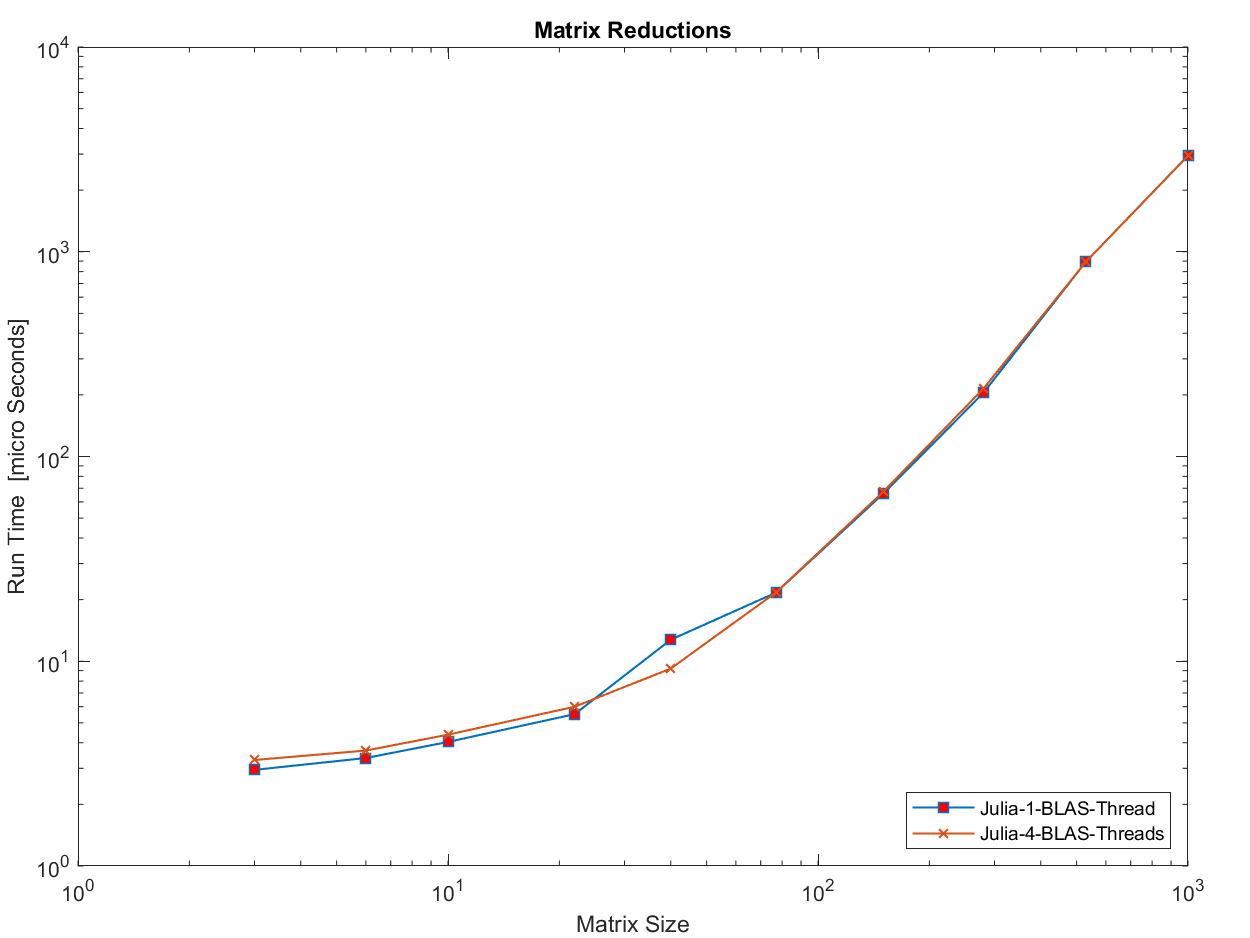 Matrix Reductions
10^4
10^3
10^2
10^1
10^0
Run Time [micro Seconds]
10^0 10^1 10^2 10^3
Matrix Size
Julia-1-BLAS-Thread
Julia-4-BLAS-Threads